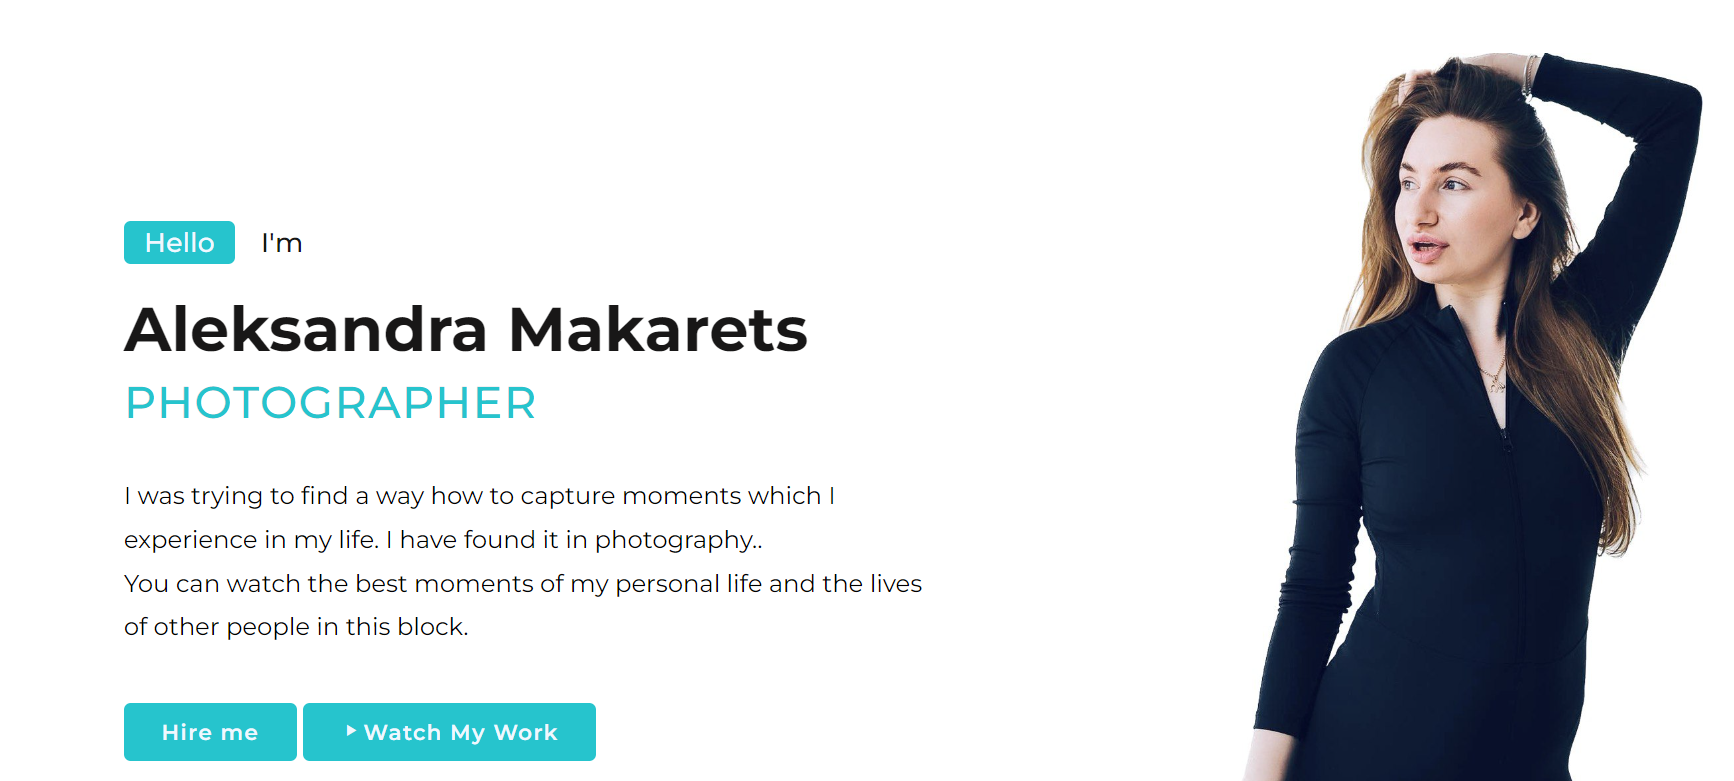 Hello I'm
Aleksandra Makarets
PHOTOGRAPHER
I was trying to find a way how to capture moments which I
experience in my life. I have found it in photography..
You can watch the best moments of my personal life and the lives
of other people in this block.
Hire me
Watch My Work